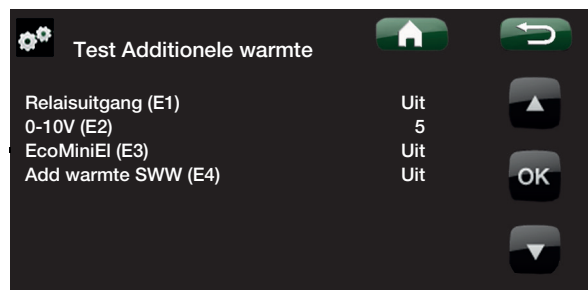 Test Additionele warmte
Relaisuitgang (E1) Uit
0-10V (E2) 5
EcoMiniEl (E3) Uit
Add warmte SWW (E4) Uit
OK